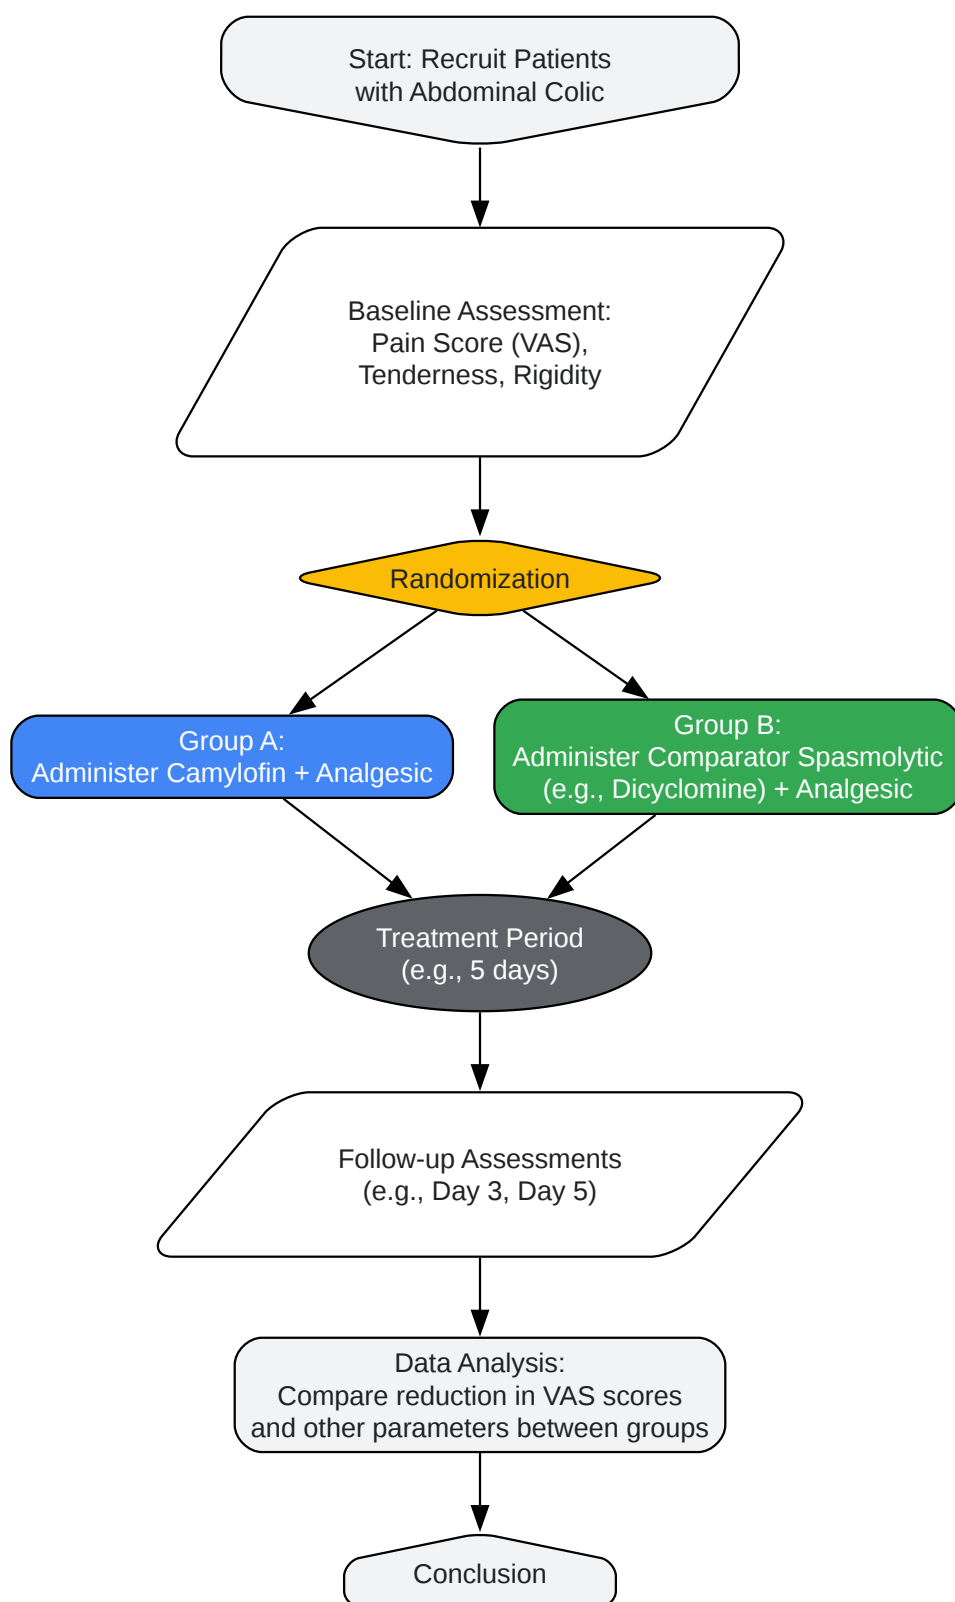 Start: Recruit Patients
with Abdominal Colic
Baseline Assessment:
Pain Score (VAS),
Tenderness, Rigidity
Randomization
Group A:
Administer Camylofin + Analgesic
Group B:
Administer Comparator Spasmolytic
(e.g., Dicyclomine) + Analgesic
Treatment Period
(e.g., 5 days)
Follow-up Assessments
(e.g., Day 3, Day 5)
Data Analysis:
Compare reduction in VAS scores
and other parameters between groups
Conclusion